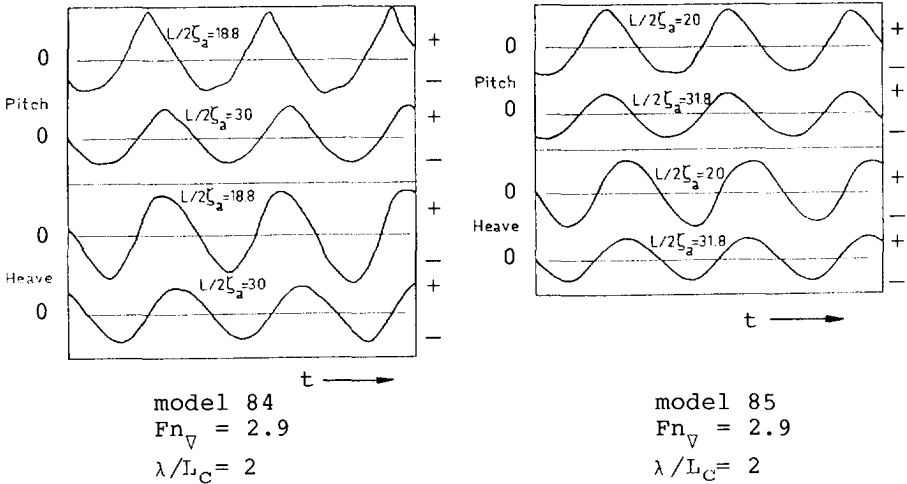 L/2ζa=18.8
+
0
−
Pitch
L/2ζa=30
+
0
−
L/2ζa=18.8
+
0
−
Heave
L/2ζa=30
+
0
−
t
model 84
Fn∇ = 2.9
λ/LC= 2
L/2ζa=20
+
0
−
Pitch
L/2ζa=31.8
+
0
−
L/2ζa=20
+
0
−
Heave
L/2ζa=31.8
+
0
−
t
model 85
Fn∇ = 2.9
λ/LC= 2